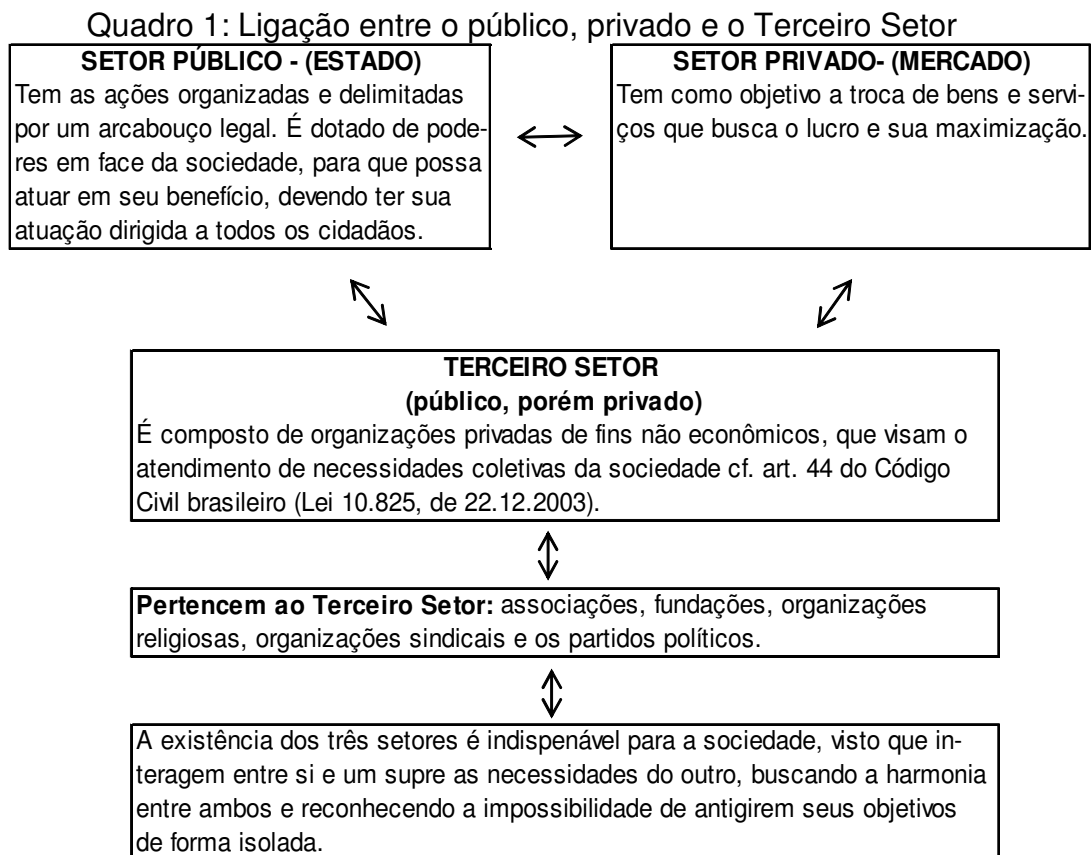 Quadro 1: Ligação entre o público, privado e o Terceiro Setor
SETOR PÚBLICO - (ESTADO)
Tem as ações organizadas e delimitadas
por um arcabouço legal. É dotado de pode-
res em face da sociedade, para que possa
atuar em seu benefício, devendo ter sua
atuação dirigida a todos os cidadãos.
SETOR PRIVADO- (MERCADO)
Tem como objetivo a troca de bens e servi-
ços que busca o lucro e sua maximização.
TERCEIRO SETOR
(público, porém privado)
É composto de organizações privadas de fins não econômicos, que visam o
atendimento de necessidades coletivas da sociedade cf. art. 44 do Código
Civil brasileiro (Lei 10.825, de 22.12.2003).
Pertencem ao Terceiro Setor: associações, fundações, organizações
religiosas, organizações sindicais e os partidos políticos.
A existência dos três setores é indispenável para a sociedade, visto que in-
teragem entre si e um supre as necessidades do outro, buscando a harmonia
entre ambos e reconhecendo a impossibilidade de antigirem seus objetivos
de forma isolada.